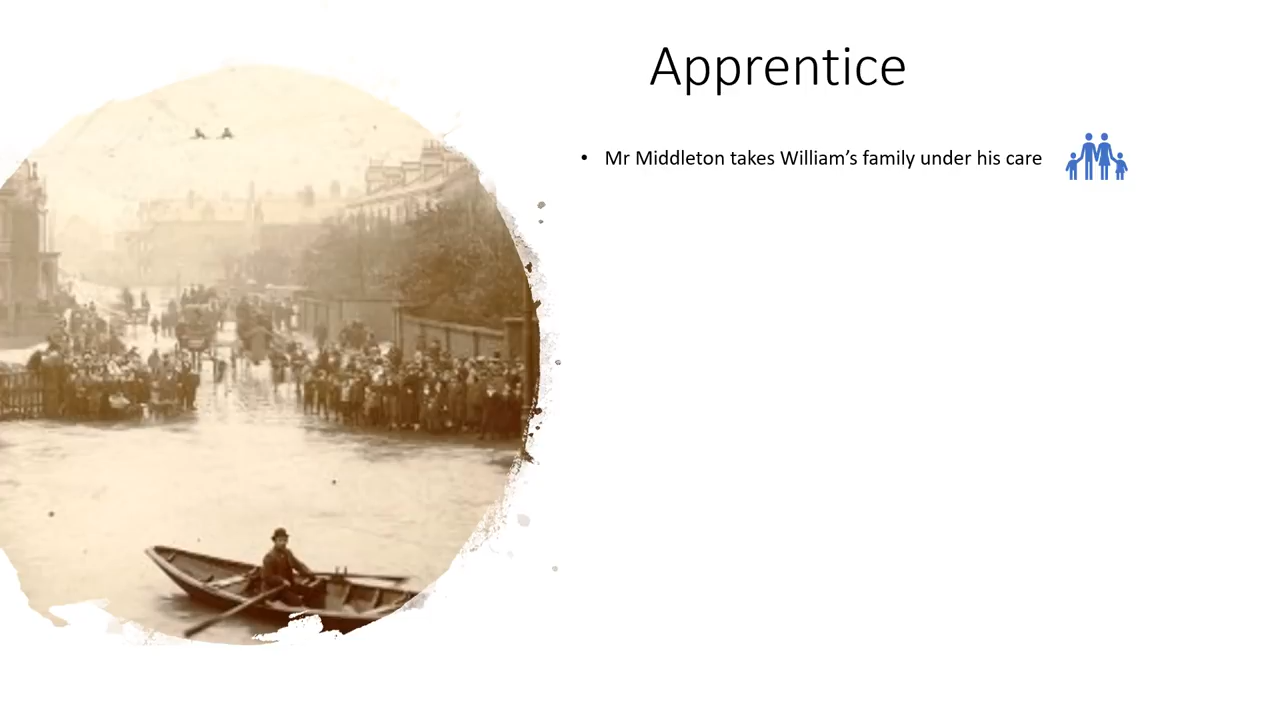 Apprentice
• Mr Middleton takes William’s family under his care